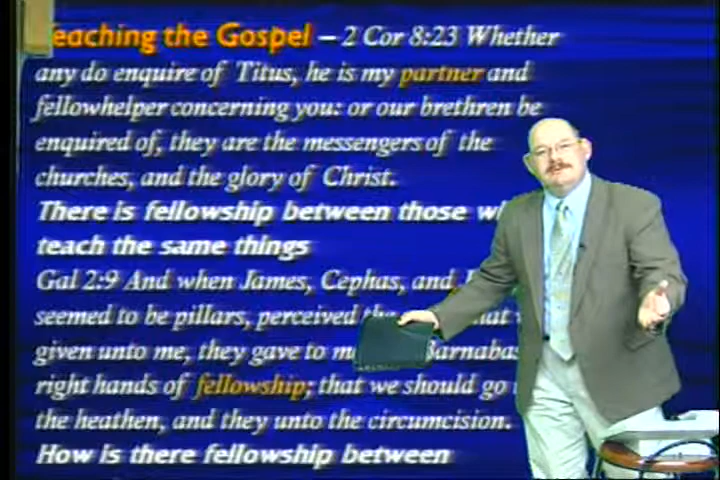 eaching the Gospel – 2 Cor 8:23 Whether
any do enquire of Titus, he is my partner and
fellowhelper concerning you: or our brethren be
enquired of, they are the messengers of the
churches, and the glory of Christ.
There is fellowship between those
teach the same things
Gal 2:9 And when James, Cephas, and
seemed to be pillars, perceived the
given unto me, they gave to Barnabas
right hands of fellowship; that we should go
the heathen, and they unto the circumcision.
How is there fellowship between